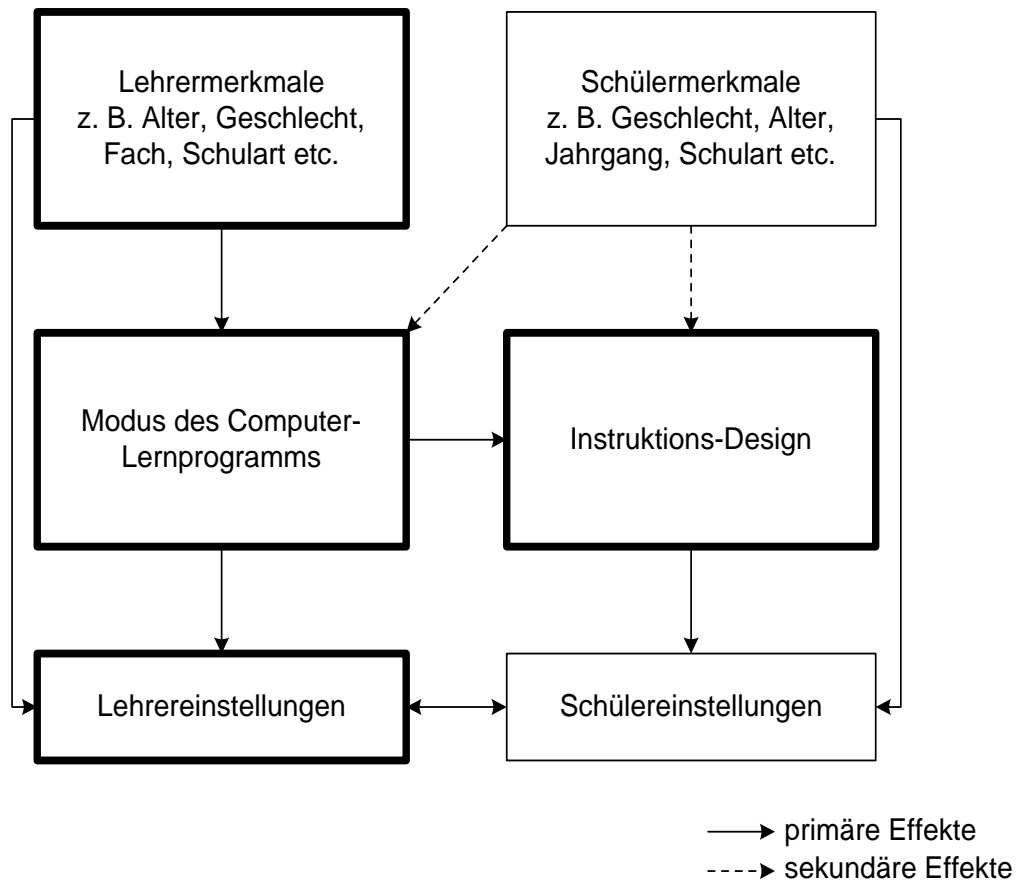 Lehrermerkmale
z. B. Alter, Geschlecht,
Fach, Schulart etc.
Schülermerkmale
z. B. Geschlecht, Alter,
Jahrgang, Schulart etc.
Modus des Computer-
Lernprogramms
Instruktions-Design
Lehrereinstellungen
Schülereinstellungen
primäre Effekte
sekundäre Effekte